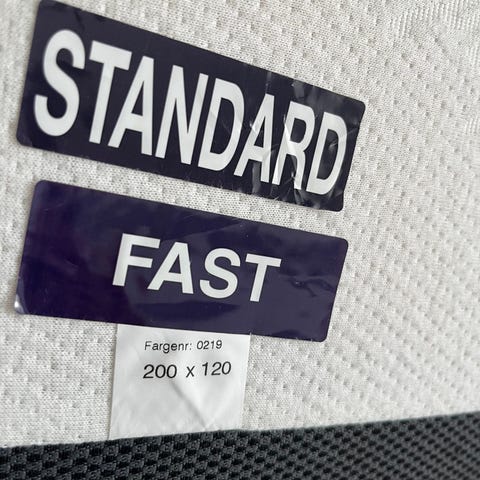 STANDARD
FAST
Fargenr: 0219
200 x 120